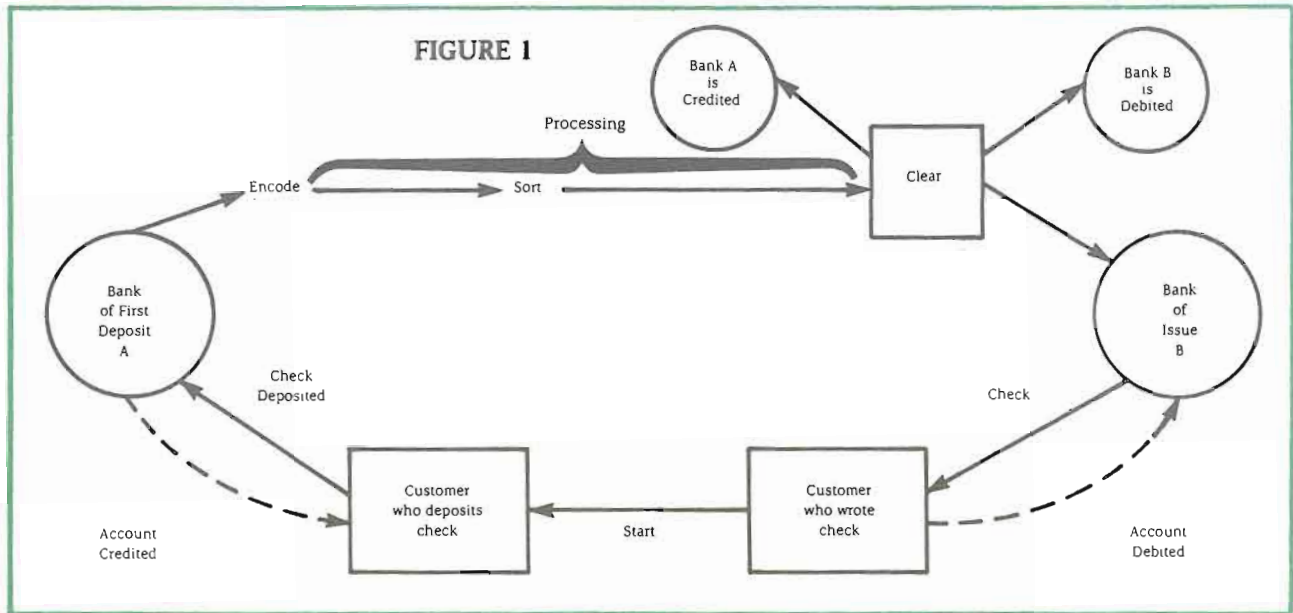 FIGURE 1
Bank A
is
Credited
Bank B
is
Debited
Processing
Encode
Sort
Clear
Bank
of First
Deposit
A
Bank
of
Issue
B
Check
Deposited
Check
Customer
who deposits
check
Start
Customer
who wrote
check
Account
Credited
Account
Debited